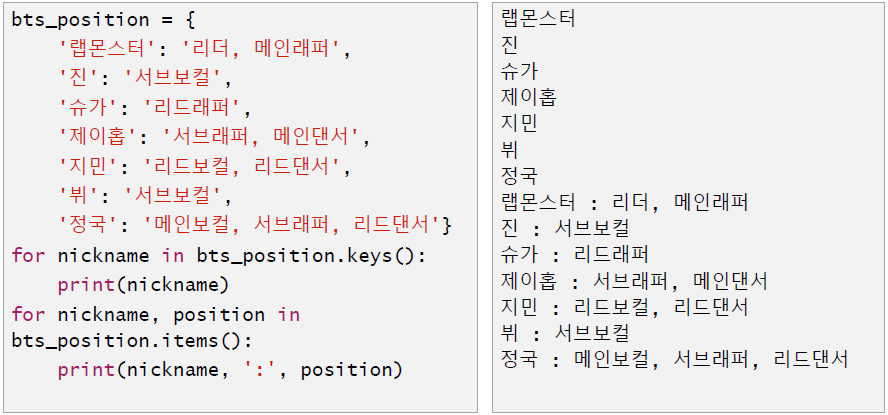 bts_position = {
    '랩몬스터': '리더, 메인래퍼',
    '진': '서브보컬',
    '슈가': '리드래퍼',
    '제이홉': '서브래퍼, 메인댄서',
    '지민': '리드보컬, 리드댄서',
    '뷔': '서브보컬',
    '정국': '메인보컬, 서브래퍼, 리드댄서'}
for nickname in bts_position.keys():
    print(nickname)
for nickname, position in
bts_position.items():
    print(nickname, ':', position)
랩몬스터
진
슈가
제이홉
지민
뷔
정국
랩몬스터 : 리더, 메인래퍼
진 : 서브보컬
슈가 : 리드래퍼
제이홉 : 서브래퍼, 메인댄서
지민 : 리드보컬, 리드댄서
뷔 : 서브보컬
정국 : 메인보컬, 서브래퍼, 리드댄서